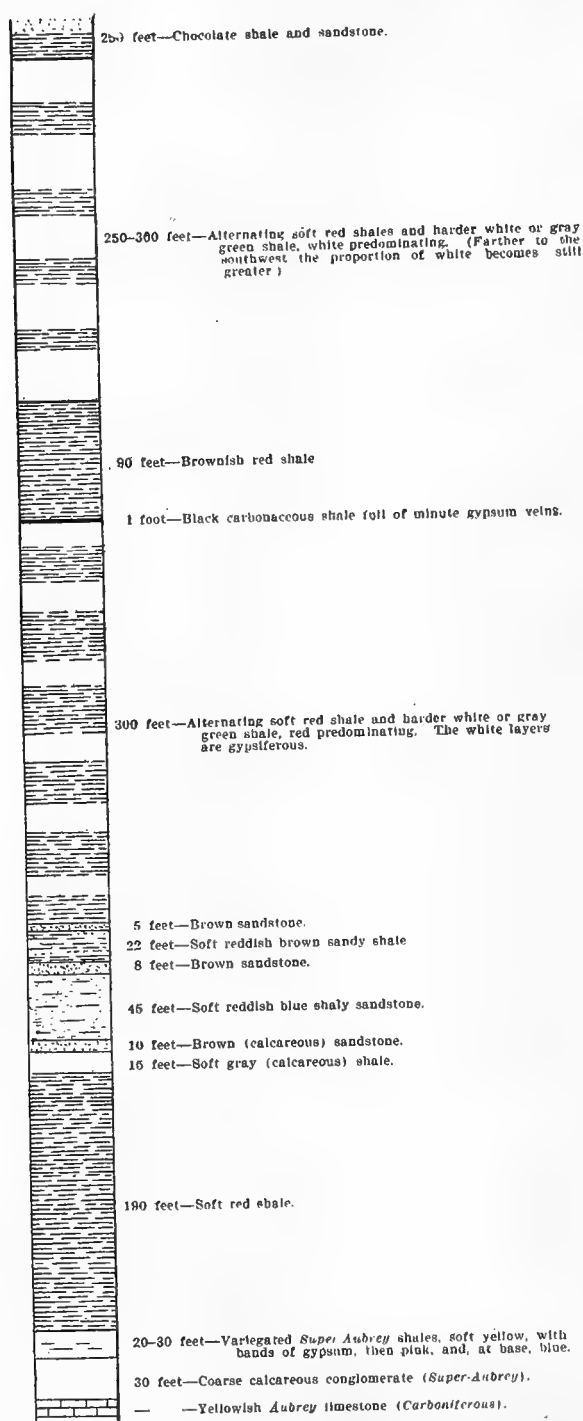 feet—Chocolate shale and sandstone.
250–300 feet—Alternating soft red shales and harder white or gray
green shale, white predominating. (Farther to the
southwest the proportion of white becomes still
greater)
90 feet—Brownish red shale
1 foot—Black carbonaceous shale full of minute gypsum veins.
300 feet—Alternating soft red shale and harder white or gray
green shale, red predominating. The white layers
are gypsiferous.
5 feet—Brown sandstone.
22 feet—Soft reddish brown sandy shale
8 feet—Brown sandstone.
45 feet—Soft reddish blue shaly sandstone.
10 feet—Brown (calcareous) sandstone.
15 feet—Soft gray (calcareous) shale.
190 feet—Soft red shale.
20–30 feet—Variegated Super Aubrey shales, soft yellow, with
bands of gypsum, then pink, and, at base, blue.
30 feet—Coarse calcareous conglomerate (Super-Aubrey).
— —Yellowish Aubrey limestone (Carboniferous).